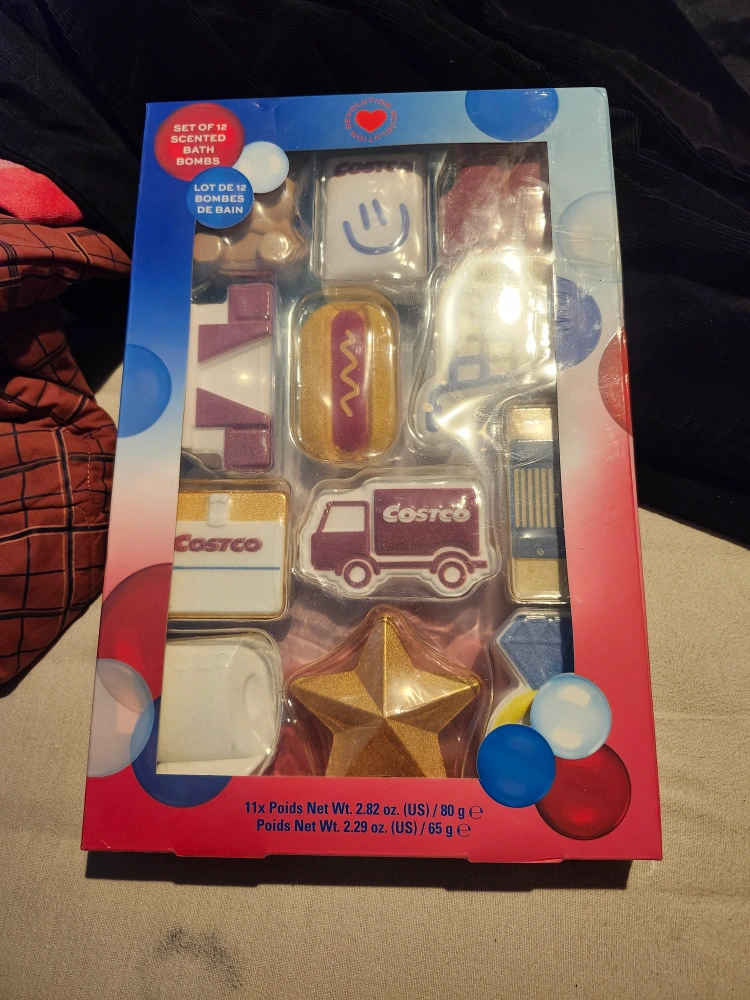 SET OF 12
SCENTED
BATH
BOMBS
LOT DE 12
BOMBES
DE BAIN
REVOLUTION REVOLUTION
COSTCO
COSTCO
COSTCO
11x Poids Net Wt. 2.82 oz. (US) / 80 g ℮
Poids Net Wt. 2.29 oz. (US) / 65 g ℮